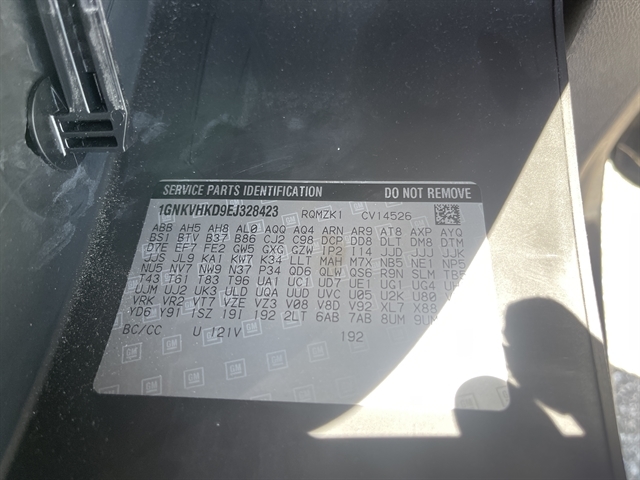 SERVICE PARTS IDENTIFICATION DO NOT REMOVE
1GNKVHKD9EJ328423 RQMZK1 CV14526
ABB AH5 AH8 AL0 AQQ AQ4 ARN AR9 AT8 AXP AYQ
BS1 BTV B37 B86 CJ2 C98 DCP DD8 DLT DM8 DTM
D7E EF7 FE2 GW5 GXG GZW IP2 I14 JJD JJJ JJK
JJS JL9 KA1 KW7 K34 LLT MAH M7X NB5 NE1 NP5
NU5 NV7 NW9 N37 P34 QD6 QLW QS6 R9N SLM TB5
T43 T61 T83 T96 UA1 UC1 UD7 UE1 UGI UG1 UH5
UJM UJ2 UK3 ULD UQA UUD UVC U05 U2K U80
VRK VR2 VT7 VZE VZ3 V08 V8D V92 XL7 X88
YD6 Y91 1SZ 19I 192 2LT 6AB 7AB 8UM
BC/CC U 121V 192